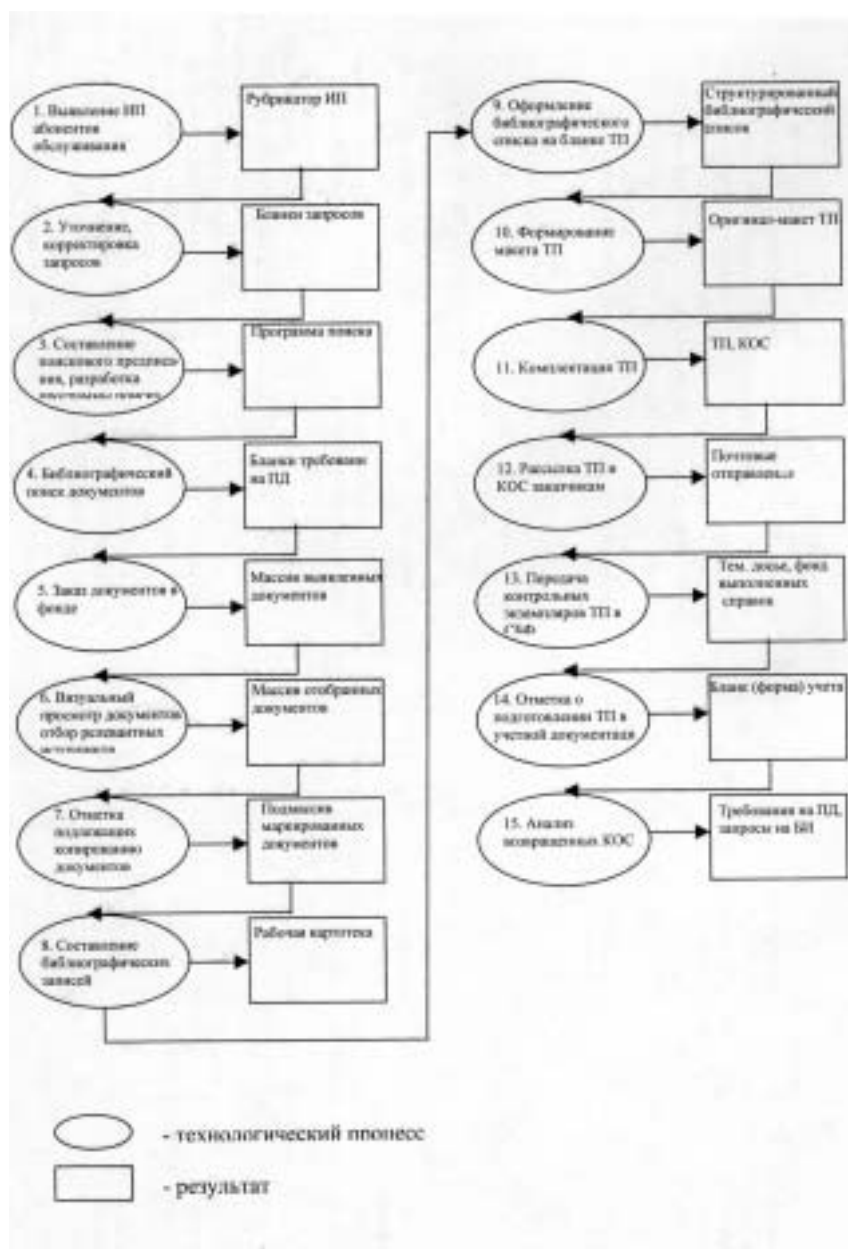 1. Выявление ИП
абонентов
обслуживания
Рубрикатор ИП
2. Уточнение,
корректировка
запросов
Бланки запросов
3. Составление
поискового предписа-
ния, разработка
программы поиска
Программа поиска
4. Библиографический
поиск документов
Бланки требований
на ПД
5. Заказ документов в
фонде
Массив выявленных
документов
6. Визуальный
просмотр документов
отбор релевантных
Массив отобранных
документов
7. Отметка
подлежащих
копированию
документов
Подмассив
маркированных
документов
8. Составление
библиографических
записей
Рабочая картотека
9. Оформление
библиографического
списка на бланке ТП
Структурированный
библиографический
список
10. Формирование
макета ТП
Оригинал-макет ТП
11. Комплектация ТП
ТП, КОС
12. Рассылка ТП и
КОС заказчикам
Почтовые
отправления
13. Передача
контрольных
экземпляров ТП в
Тем. досье, фонд
выполненных
справок
14. Отметка о
подготовлении ТП в
учетной документации
Бланк (форма) учета
15. Анализ
возвращенных КОС
Требования на ПД,
запросы на БИ
- технологический процесс
- результат